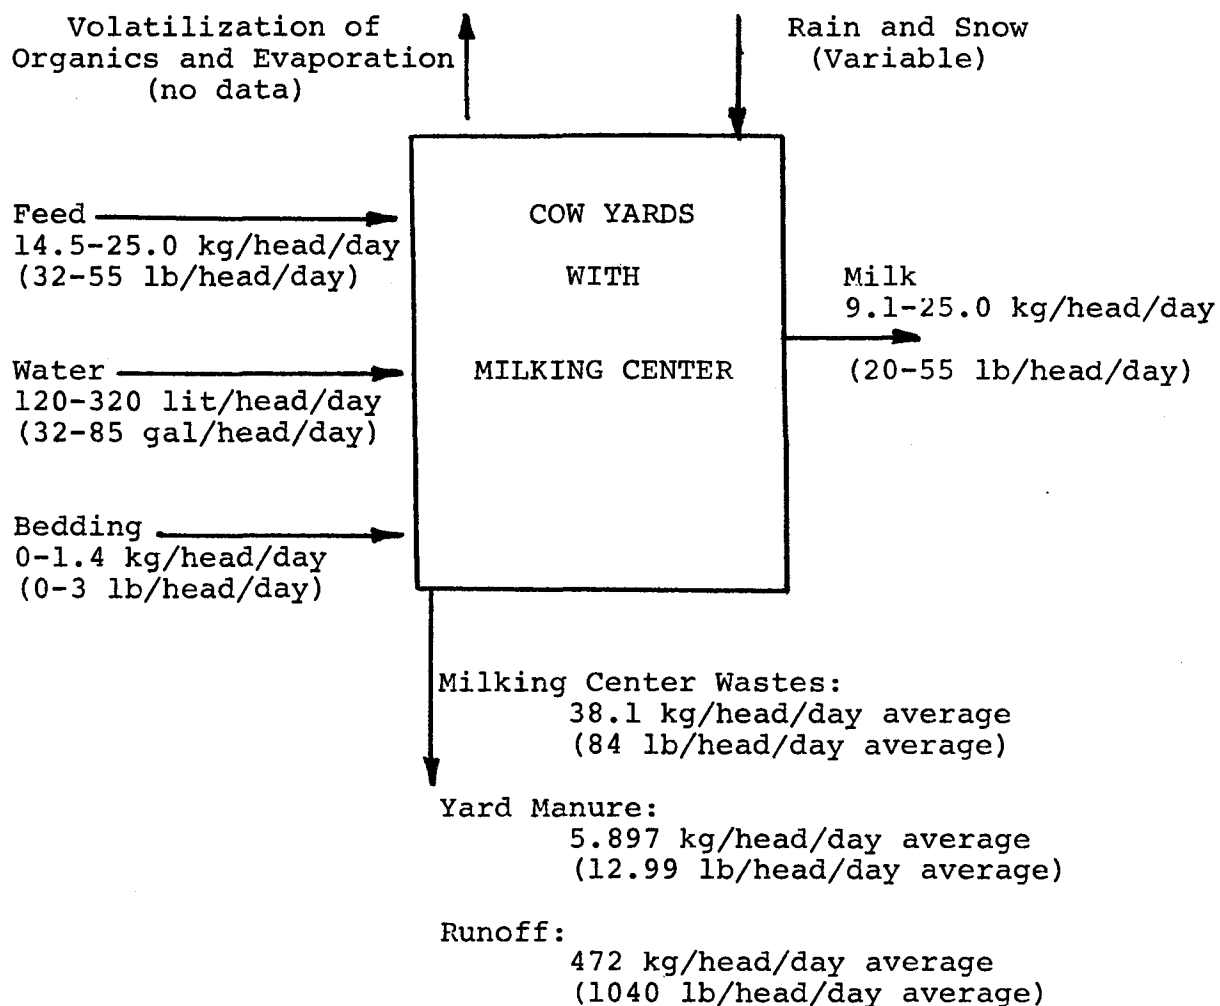 Volatilization of
Organics and Evaporation
(no data)
Rain and Snow
(Variable)
Feed
14.5-25.0 kg/head/day
(32-55 lb/head/day)
Water
120-320 lit/head/day
(32-85 gal/head/day)
Bedding
0-1.4 kg/head/day
(0-3 lb/head/day)
COW YARDS
WITH
MILKING CENTER
Milk
9.1-25.0 kg/head/day
(20-55 lb/head/day)
Milking Center Wastes:
38.1 kg/head/day average
(84 lb/head/day average)
Yard Manure:
5.897 kg/head/day average
(12.99 lb/head/day average)
Runoff:
472 kg/head/day average
(1040 lb/head/day average)